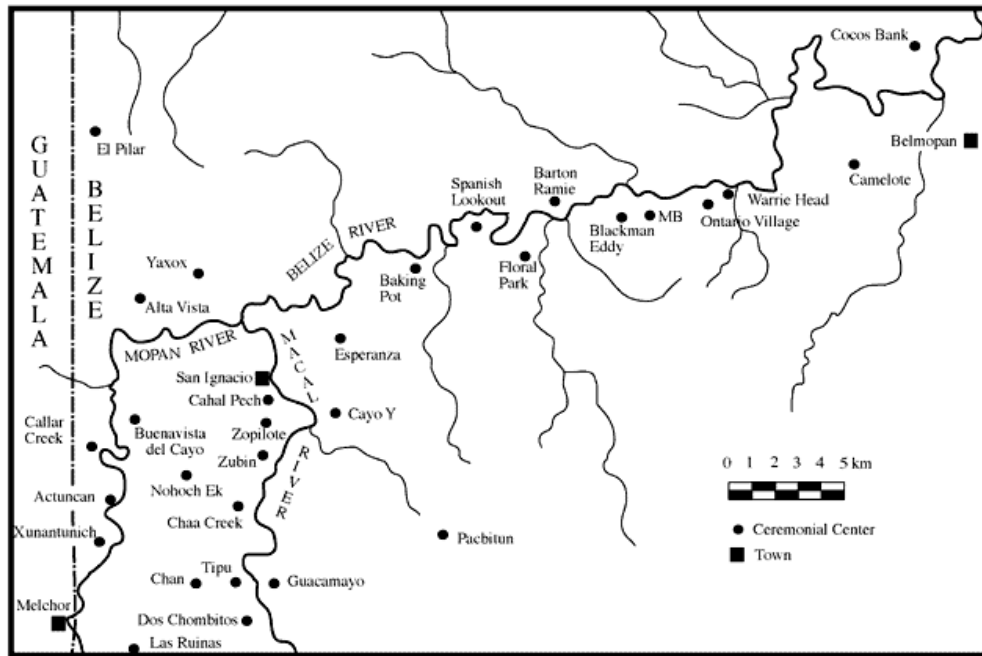 Cocos Bank
GUATEMALA
BELIZE
El Pilar
Belmopan
Camelote
Barton
Ramie
Spanish
Lookout
Warrie Head
MB
Ontario Village
Blackman
Eddy
BELIZE RIVER
Floral
Park
Yaxox
Baking
Pot
Alta Vista
MOPAN RIVER
MACAL RIVER
Esperanza
San Ignacio
Cahal Pech
Cayo Y
Callar
Creek
Buenavista
del Cayo
Zopilote
Zubin
Nohoch Ek
0 1 2 3 4 5 km
Actuncan
Chaa Creek
Ceremonial Center
Xunantunich
Pacbitun
Town
Tipu
Chan
Guacamayo
Melchor
Dos Chombitos
Las Ruinas